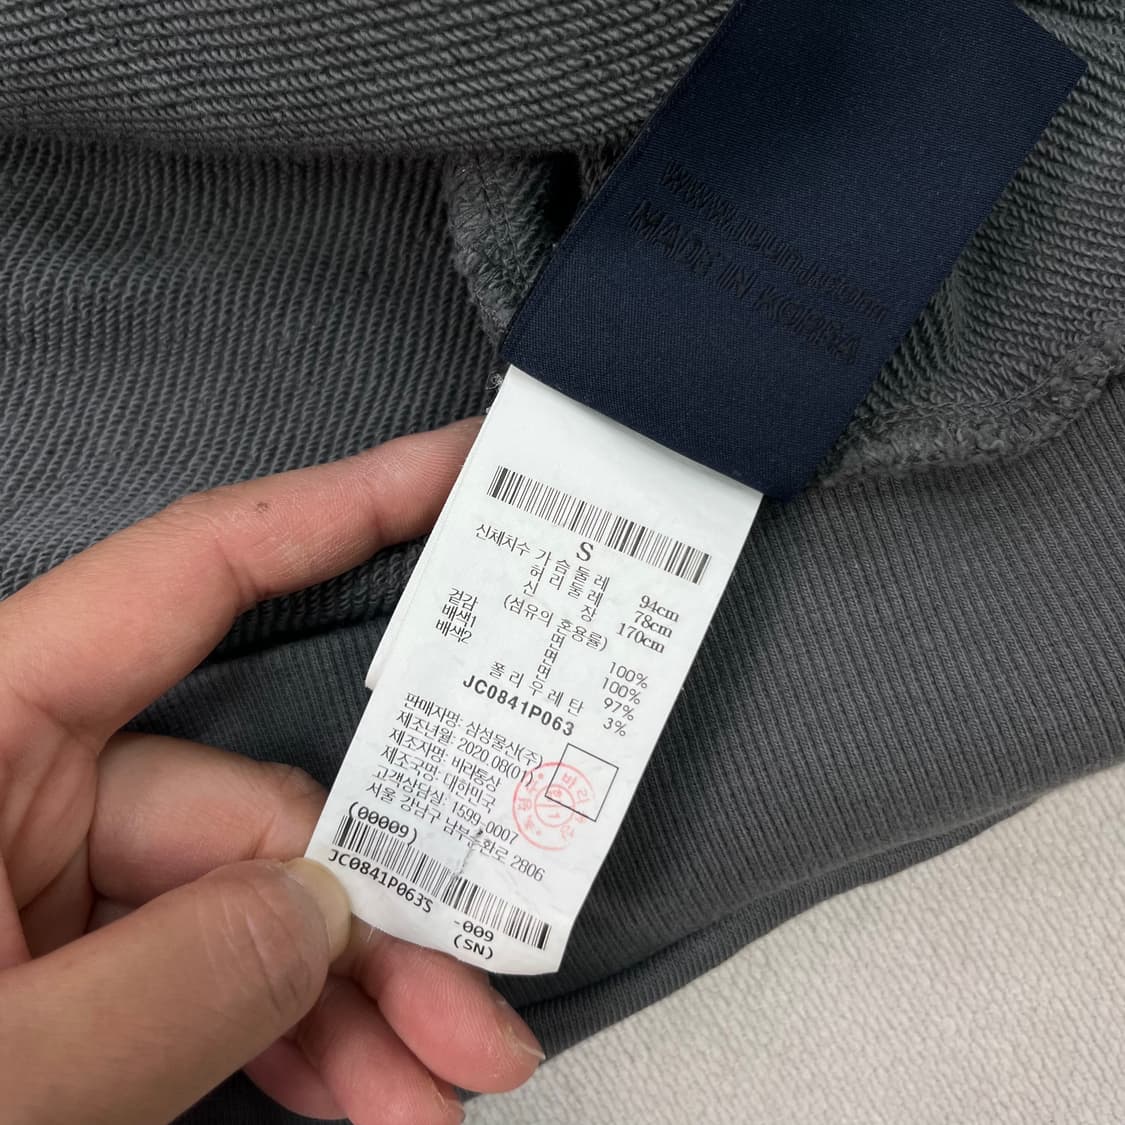 MADE IN KOREA
S
신체치수 가슴둘레 94cm
허리둘레 78cm
신장 170cm
(섬유의 혼용률)
겉감 면 100%
배색1 면 100%
배색2 면 97%
폴리우레탄 3%
JC0841P063
판매자명: 삼성물산(주)
제조년월: 2020 08(01)
제조자명: 바라통상
제조국명: 대한민국
고객상담실: 1599-0007
서울 강남구 남부순환로 2806
(00009)
JC0841P063S -009
(SN)